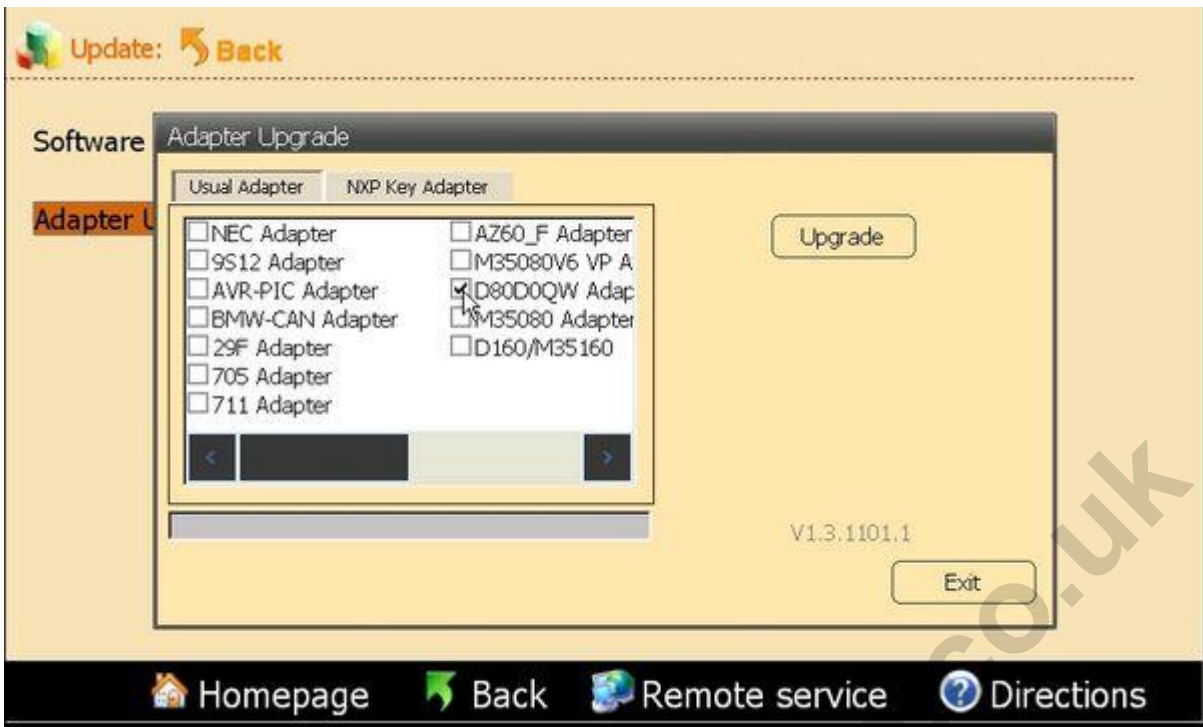 Update: Back
Software
Adapter Upgrade
Adapter U
Usual Adapter NXP Key Adapter
NEC Adapter
9S12 Adapter
AVR-PIC Adapter
BMW-CAN Adapter
29F Adapter
705 Adapter
711 Adapter
AZ60_F Adapter
M35080V6 VP A
D80D0QW Adap
M35080 Adapter
D160/M35160
< >
Upgrade
V1.3.1101.1
Exit
co.uk
Homepage Back Remote service ? Directions